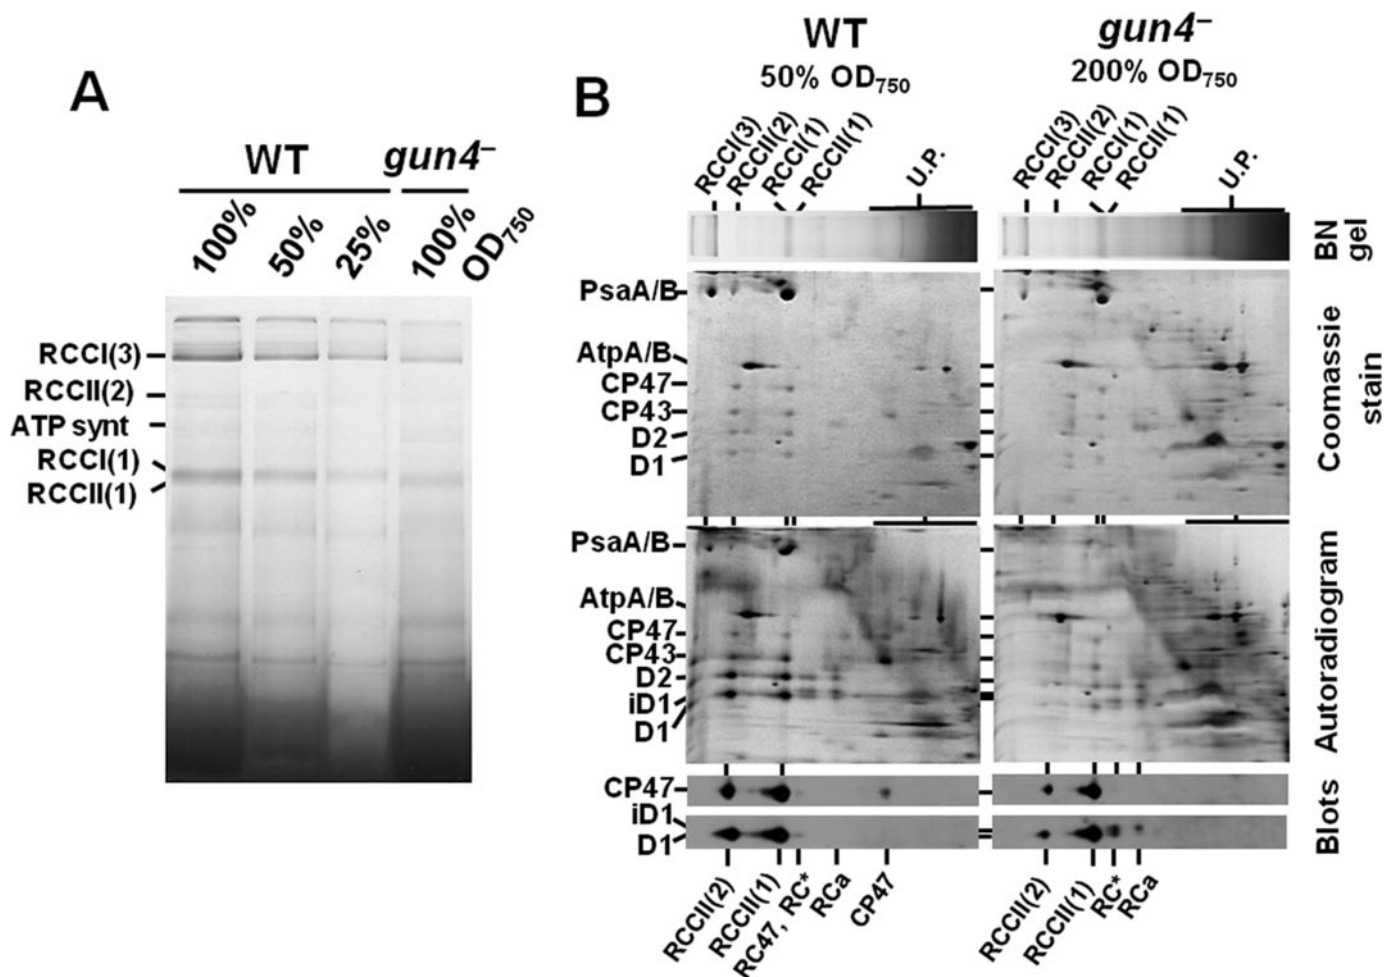 A
WT
gun4–
100%
50%
25%
100%
OD750
RCCI(3)
RCCII(2)
ATP synt
RCCI(1)
RCCII(1)
B
WT
50% OD750
gun4–
200% OD750
RCCI(3)
RCCII(2)
RCCI(1)
RCCII(1)
U.P.
RCCI(3)
RCCII(2)
RCCI(1)
RCCII(1)
U.P.
BN
gel
PsaA/B
AtpA/B
CP47
CP43
D2
D1
Coomassie
stain
PsaA/B
AtpA/B
CP47
CP43
D2
iD1
D1
Autoradiogram
CP47
iD1
D1
Blots
RCCII(2)
RCCII(1)
RC47, RC*
RCa
CP47
RCCII(2)
RCCII(1)
RC*
RCa